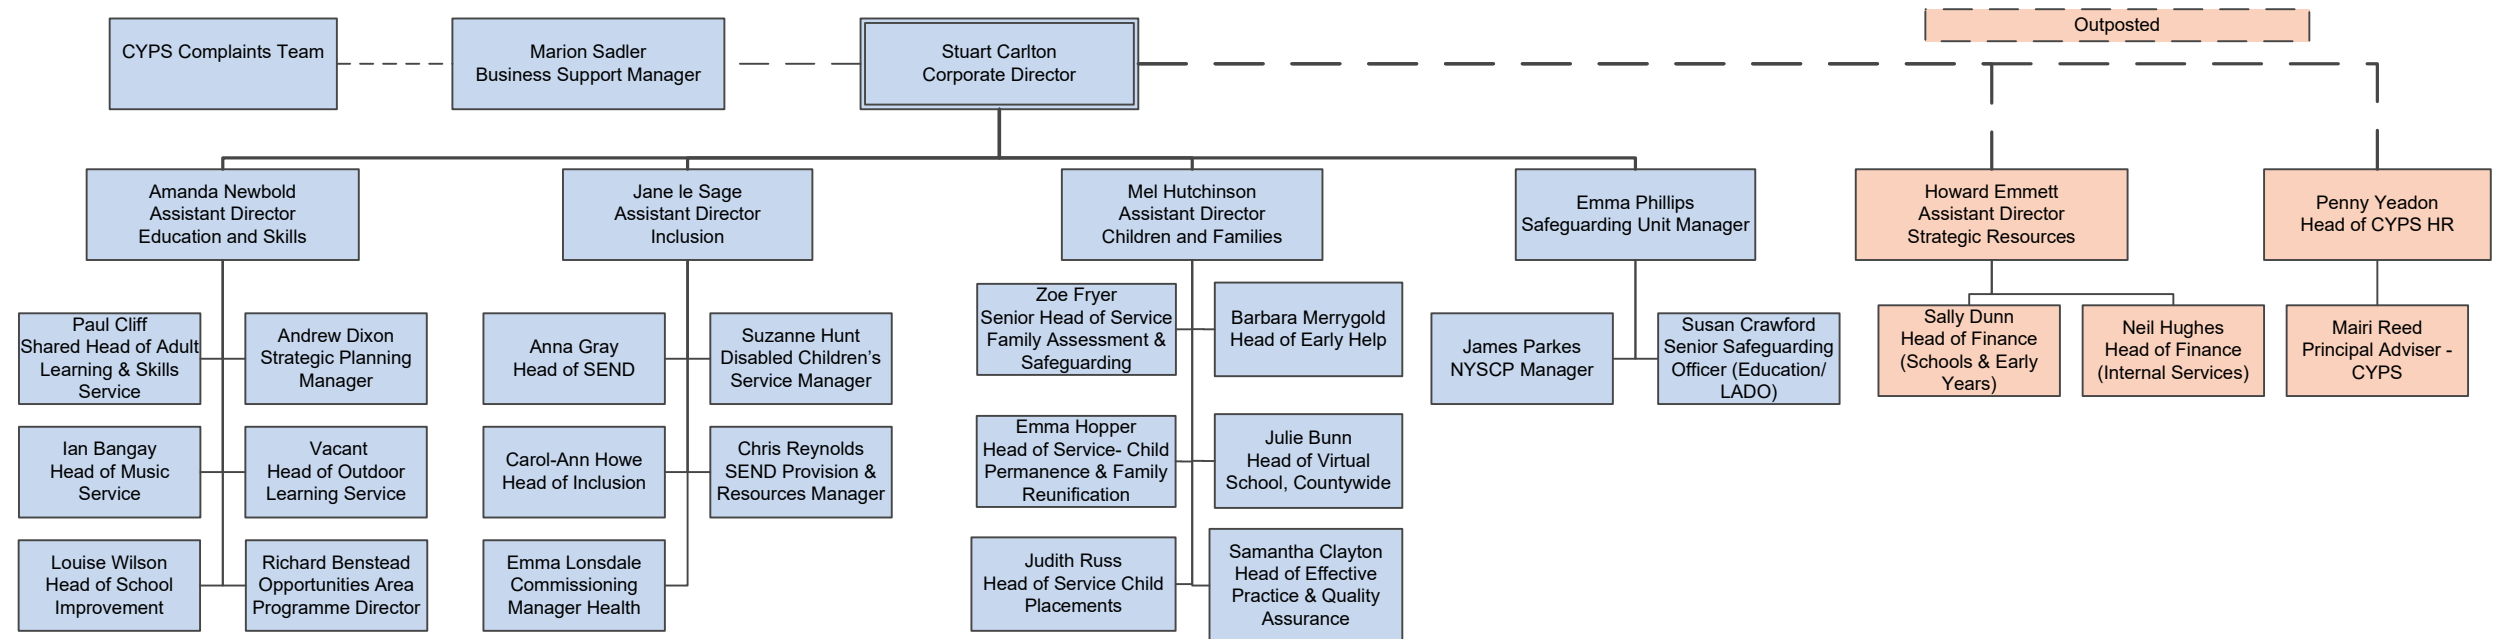 CYPS Complaints Team
Marion Sadler
Business Support Manager
Stuart Carlton
Corporate Director
Outposted
Amanda Newbold
Assistant Director
Education and Skills
Jane le Sage
Assistant Director
Inclusion
Mel Hutchinson
Assistant Director
Children and Families
Emma Phillips
Safeguarding Unit Manager
Howard Emmett
Assistant Director
Strategic Resources
Penny Yeadon
Head of CYPS HR
Paul Cliff
Shared Head of Adult
Learning & Skills
Service
Andrew Dixon
Strategic Planning
Manager
Anna Gray
Head of SEND
Suzanne Hunt
Disabled Children’s
Service Manager
Zoe Fryer
Senior Head of Service
Family Assessment &
Safeguarding
Barbara Merrygold
Head of Early Help
James Parkes
NYSCP Manager
Susan Crawford
Senior Safeguarding
Officer (Education/
LADO)
Sally Dunn
Head of Finance
(Schools & Early
Years)
Neil Hughes
Head of Finance
(Internal Services)
Mairi Reed
Principal Adviser -
CYPS
Ian Bangay
Head of Music
Service
Vacant
Head of Outdoor
Learning Service
Carol-Ann Howe
Head of Inclusion
Chris Reynolds
SEND Provision &
Resources Manager
Emma Hopper
Head of Service- Child
Permanence & Family
Reunification
Julie Bunn
Head of Virtual
School, Countywide
Louise Wilson
Head of School
Improvement
Richard Benstead
Opportunities Area
Programme Director
Emma Lonsdale
Commissioning
Manager Health
Judith Russ
Head of Service Child
Placements
Samantha Clayton
Head of Effective
Practice & Quality
Assurance